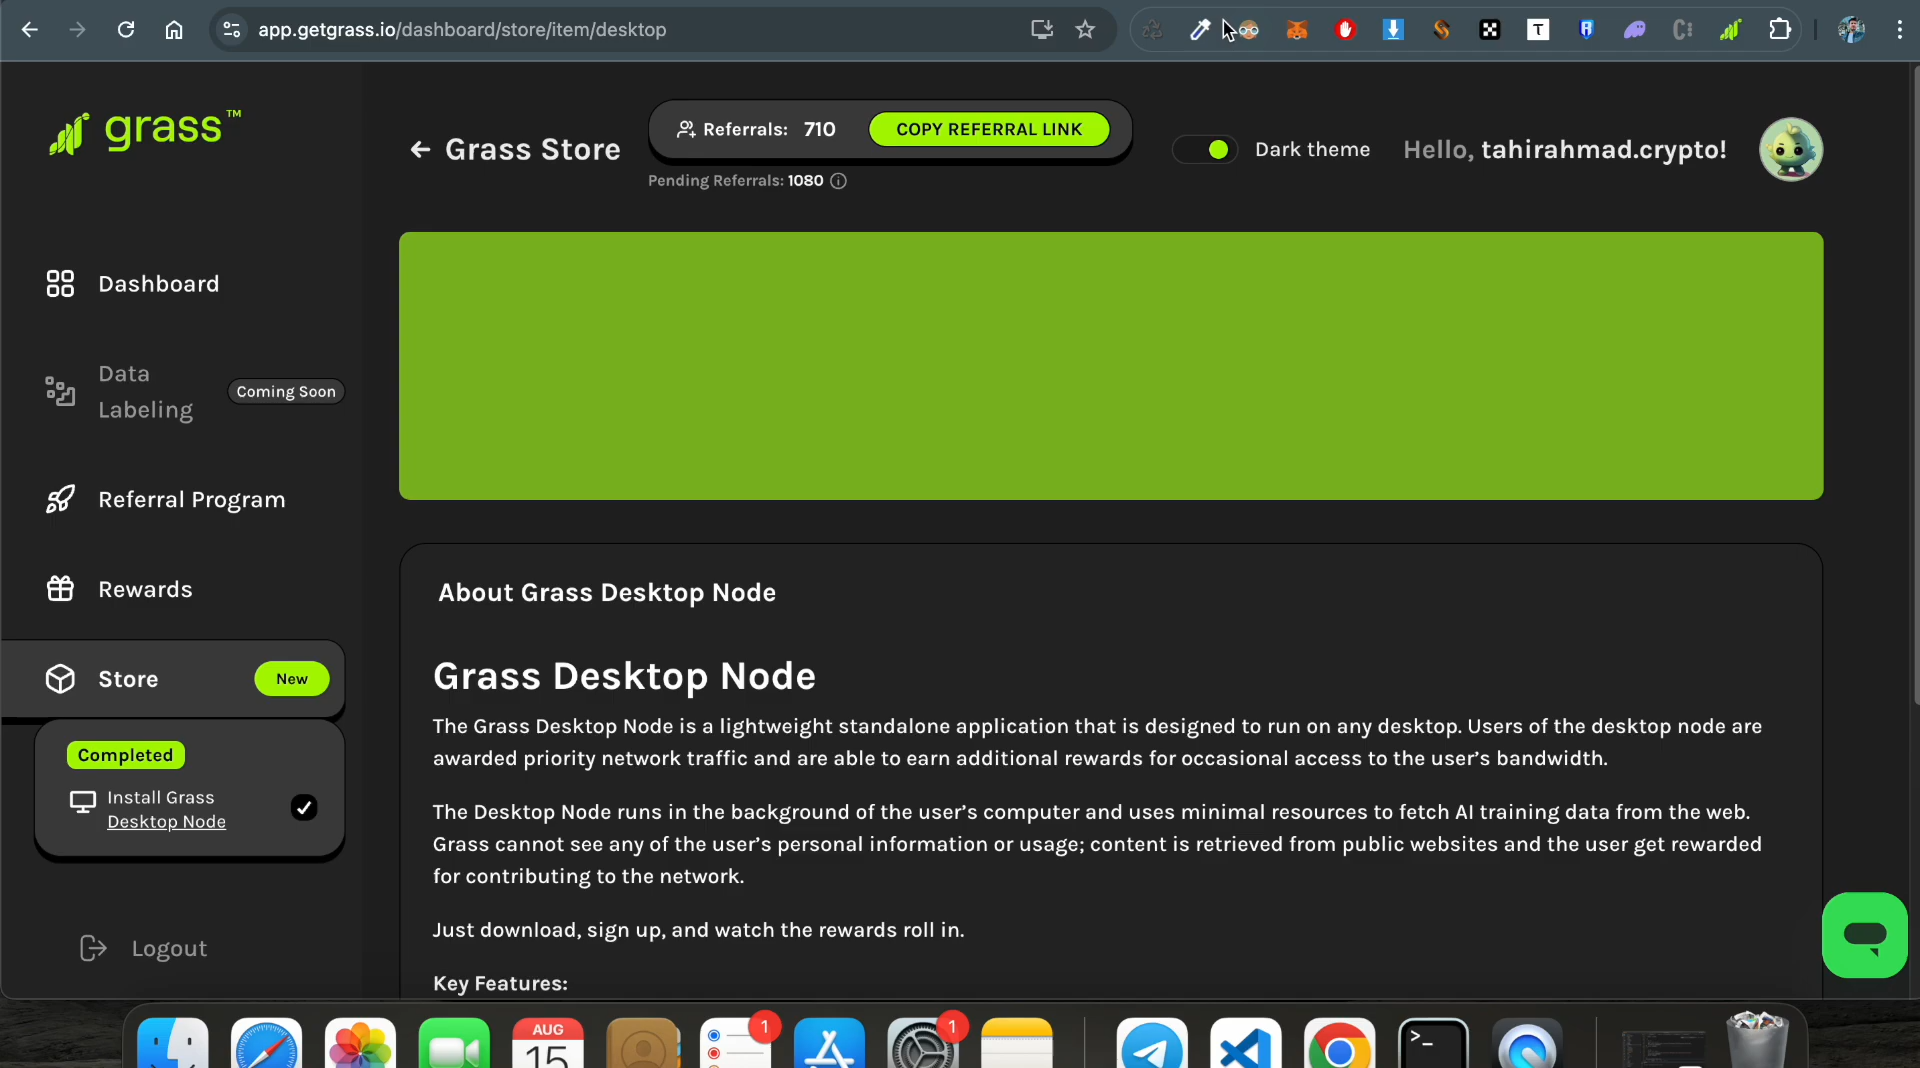 app.getgrass.io/dashboard/store/item/desktop
T
grass™
Grass Store
Referrals: 710
COPY REFERRAL LINK
Pending Referrals: 1080
Dark theme
Hello, tahirahmad.crypto!
Dashboard
Data
Labeling
Coming Soon
Referral Program
Rewards
Store
New
Completed
Install Grass
Desktop Node
Logout
About Grass Desktop Node
Grass Desktop Node
The Grass Desktop Node is a lightweight standalone application that is designed to run on any desktop. Users of the desktop node are
awarded priority network traffic and are able to earn additional rewards for occasional access to the user’s bandwidth.
The Desktop Node runs in the background of the user’s computer and uses minimal resources to fetch AI training data from the web.
Grass cannot see any of the user’s personal information or usage; content is retrieved from public websites and the user get rewarded
for contributing to the network.
Just download, sign up, and watch the rewards roll in.
Key Features:
AUG
15
1
1
>_